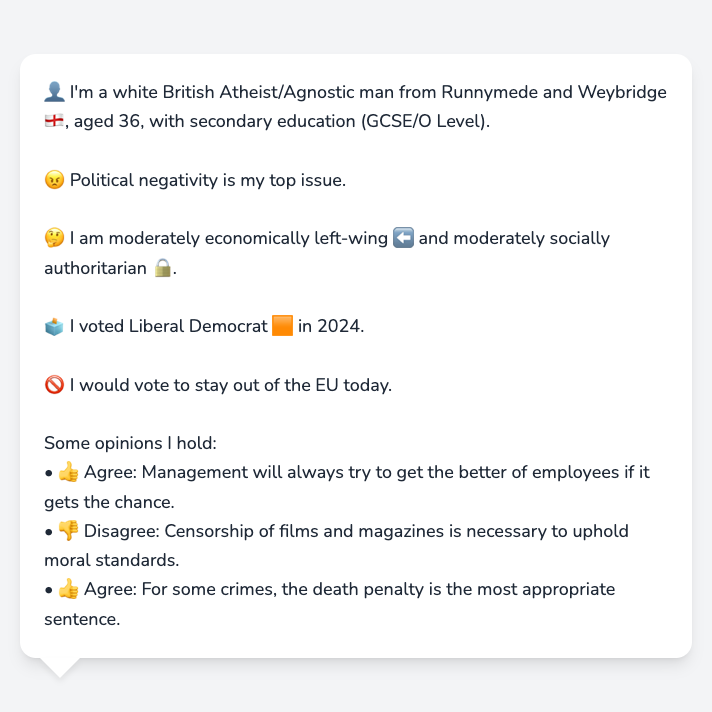 👤 I'm a white British Atheist/Agnostic man from Runnymede and Weybridge
🏴󠁧󠁢󠁥󠁮󠁧󠁿, aged 36, with secondary education (GCSE/O Level).
😠 Political negativity is my top issue.
🤔 I am moderately economically left-wing ⬅️ and moderately socially
authoritarian 🔒.
🗳️ I voted Liberal Democrat 🟧 in 2024.
🚫 I would vote to stay out of the EU today.
Some opinions I hold:
• 👍 Agree: Management will always try to get the better of employees if it
gets the chance.
• 👎 Disagree: Censorship of films and magazines is necessary to uphold
moral standards.
• 👍 Agree: For some crimes, the death penalty is the most appropriate
sentence.